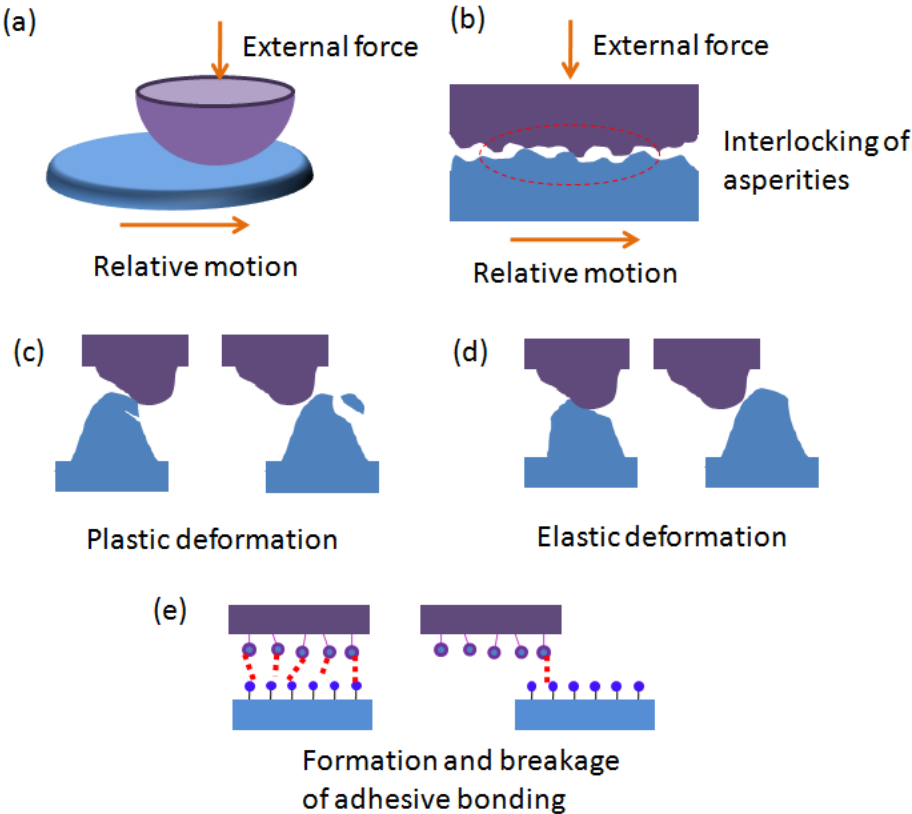 (a)
External force
Relative motion
(b)
External force
Interlocking of
asperities
Relative motion
(c)
Plastic deformation
(d)
Elastic deformation
(e)
Formation and breakage
of adhesive bonding